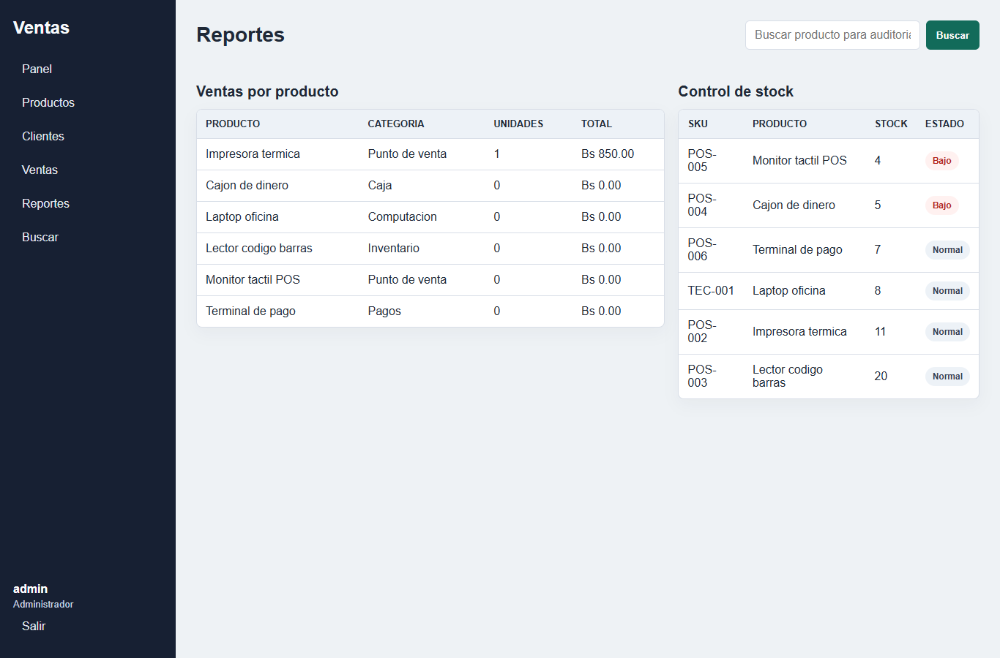 Ventas
Panel
Productos
Clientes
Ventas
Reportes
Buscar
admin
Administrador
Salir
Reportes
Buscar producto para auditoria
Buscar
Ventas por producto
PRODUCTO CATEGORIA UNIDADES TOTAL
Impresora termica Punto de venta 1 Bs 850.00
Cajon de dinero Caja 0 Bs 0.00
Laptop oficina Computacion 0 Bs 0.00
Lector codigo barras Inventario 0 Bs 0.00
Monitor tactil POS Punto de venta 0 Bs 0.00
Terminal de pago Pagos 0 Bs 0.00
Control de stock
SKU PRODUCTO STOCK ESTADO
POS-
005 Monitor tactil POS 4 Bajo
POS-
004 Cajon de dinero 5 Bajo
POS-
006 Terminal de pago 7 Normal
TEC-001 Laptop oficina 8 Normal
POS-
002 Impresora termica 11 Normal
POS- Lector codigo
003 barras 20 Normal